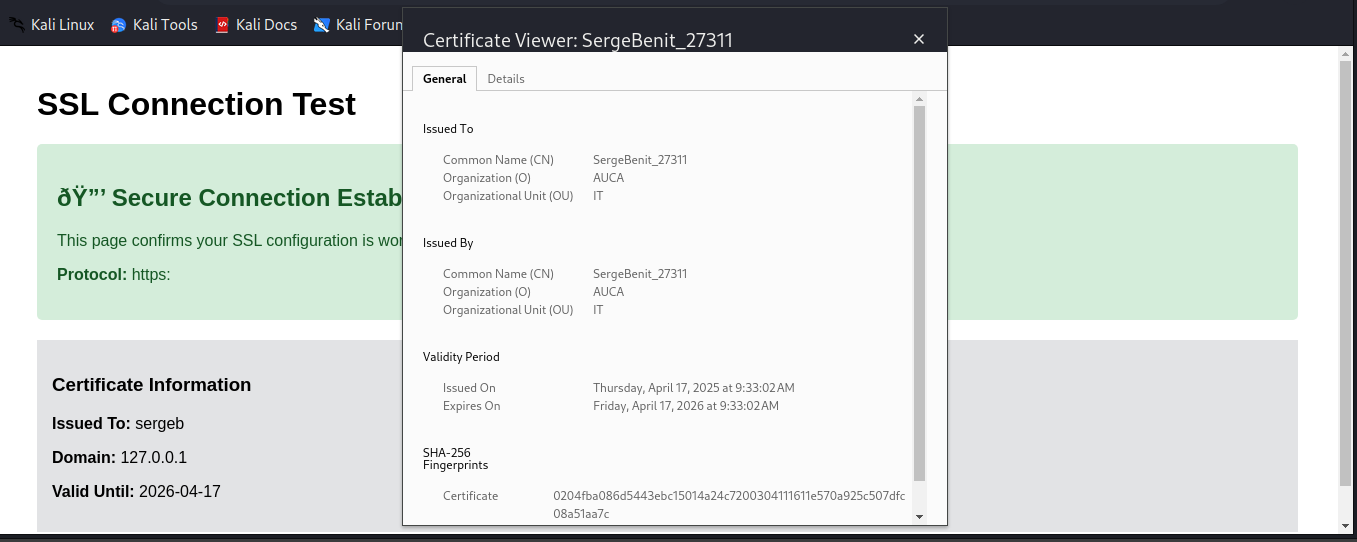 Kali Linux Kali Tools Kali Docs Kali Forun
Certificate Viewer: SergeBenit_27311 ×
General Details
SSL Connection Test
ðŸ”’ Secure Connection Estab
This page confirms your SSL configuration is wor
Protocol: https:
Certificate Information
Issued To: sergeb
Domain: 127.0.0.1
Valid Until: 2026-04-17
Issued To
Common Name (CN) SergeBenit_27311
Organization (O) AUCA
Organizational Unit (OU) IT
Issued By
Common Name (CN) SergeBenit_27311
Organization (O) AUCA
Organizational Unit (OU) IT
Validity Period
Issued On Thursday, April 17, 2025 at 9:33:02 AM
Expires On Friday, April 17, 2026 at 9:33:02 AM
SHA-256
Fingerprints
Certificate 0204fba086d5443ebc15014a24c7200304111611e570a925c507dfc
08a51aa7c